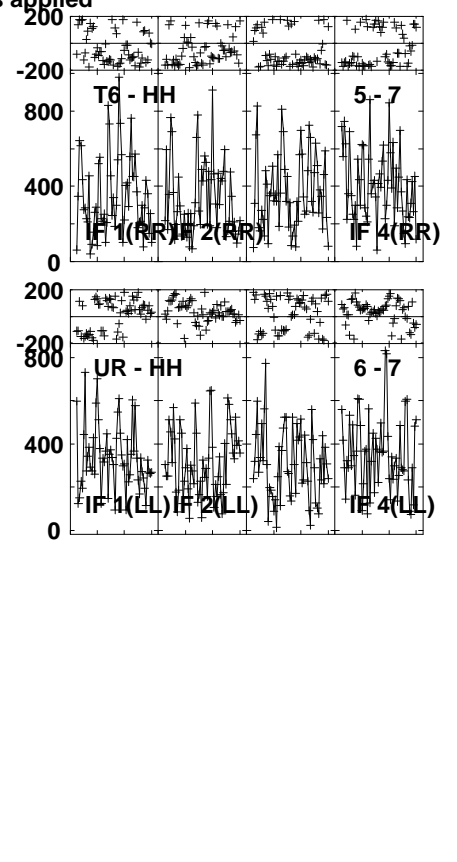 s applied
200
-200
T6 - HH 5 - 7
800
400
IF 1(RR) IF 2(RR) IF 4(RR)
0
200
-200
800
UR - HH 6 - 7
400
IF 1(LL) IF 2(LL) IF 4(LL)
0